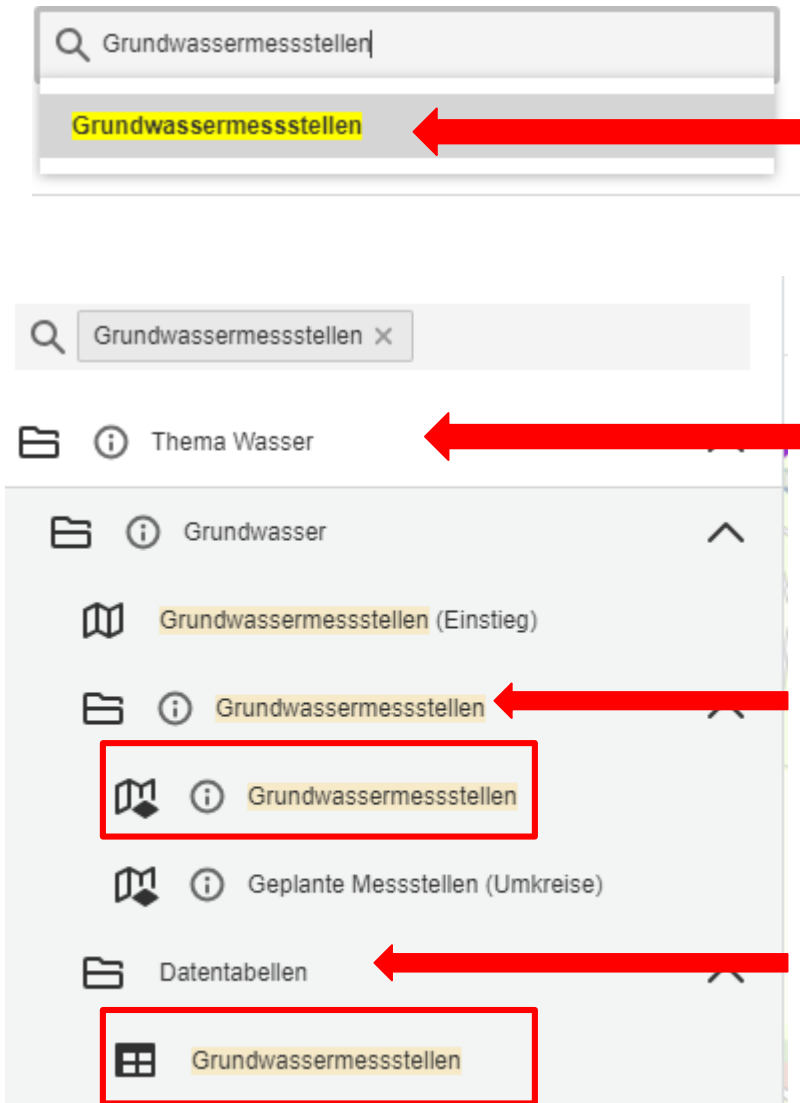 Grundwassermessstellen
Grundwassermessstellen
Grundwassermessstellen ×
Thema Wasser
Grundwasser
Grundwassermessstellen (Einstieg)
Grundwassermessstellen
Grundwassermessstellen
Geplante Messstellen (Umkreise)
Datentabellen
Grundwassermessstellen